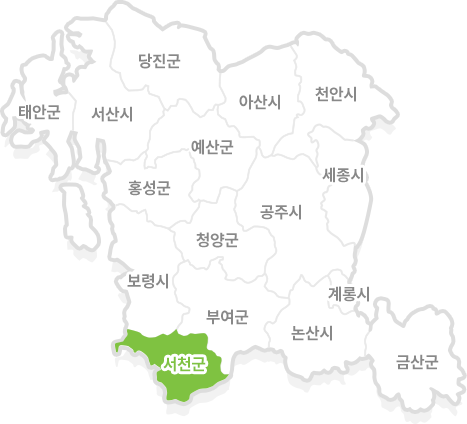 당진군
천안시
아산시
태안군
서산시
예산군
세종시
홍성군
공주시
청양군
보령시
계롱시
부여군
논산시
서천군
금산군